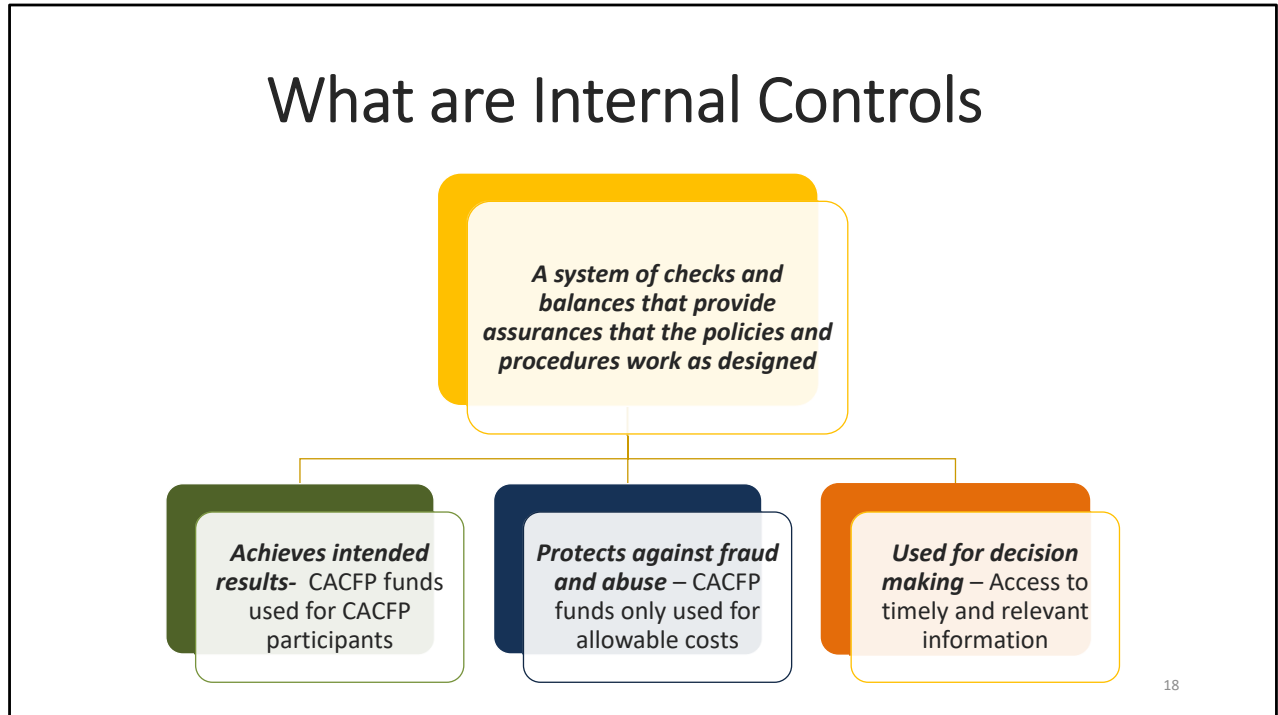 What are Internal Controls
A system of checks and
balances that provide
assurances that the policies and
procedures work as designed
Achieves intended
results-  CACFP funds
used for CACFP
participants
Protects against fraud
and abuse – CACFP
funds only used for
allowable costs
Used for decision
making – Access to
timely and relevant
information
18